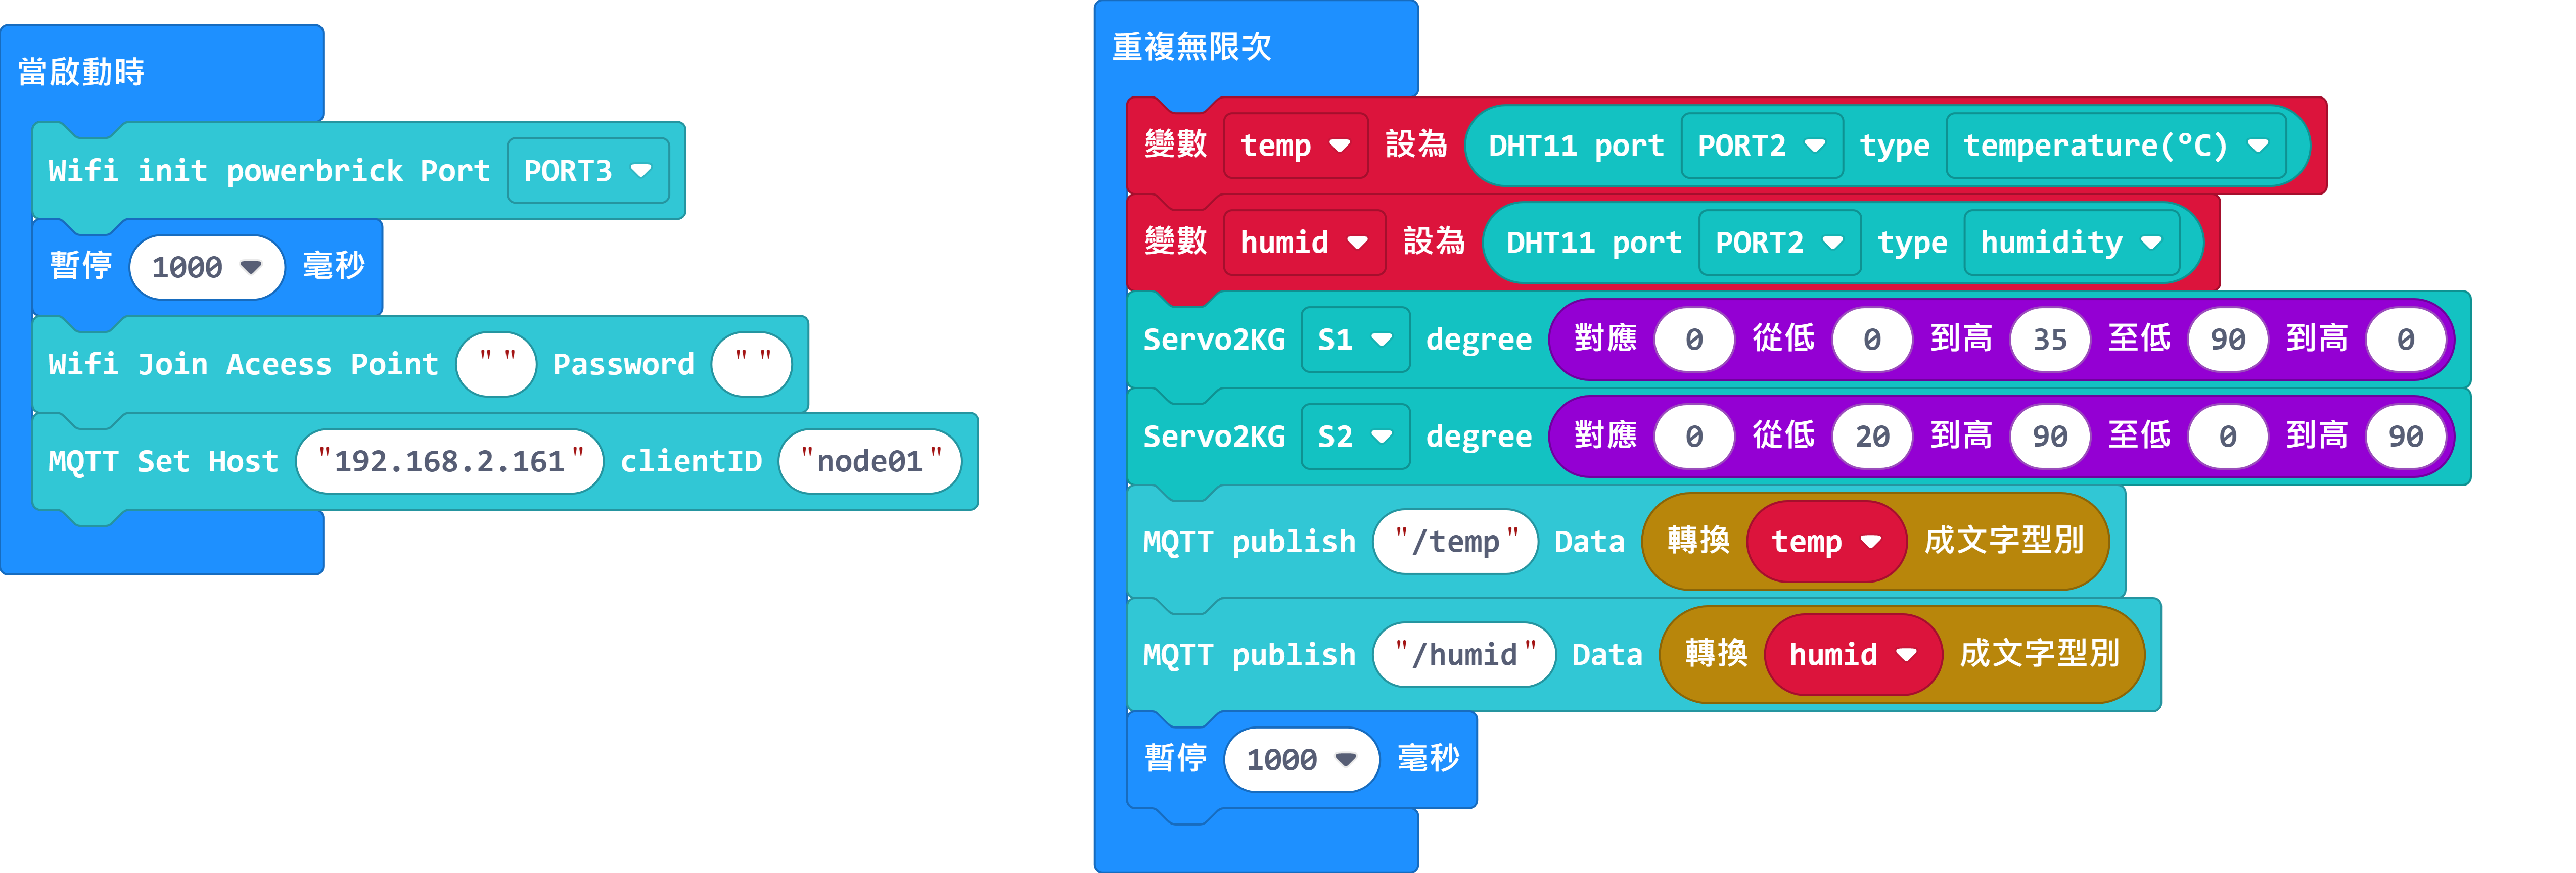 當啟動時
Wifi init powerbrick Port PORT3
暫停 1000 毫秒
Wifi Join Aceess Point " " Password " "
MQTT Set Host "192.168.2.161" clientID "node01"
重複無限次
變數 temp 設為 DHT11 port PORT2 type temperature(ºC)
變數 humid 設為 DHT11 port PORT2 type humidity
Servo2KG S1 degree 對應 0 從低 0 到高 35 至低 90 到高 0
Servo2KG S2 degree 對應 0 從低 20 到高 90 至低 0 到高 90
MQTT publish "/temp" Data 轉換 temp 成文字型別
MQTT publish "/humid" Data 轉換 humid 成文字型別
暫停 1000 毫秒